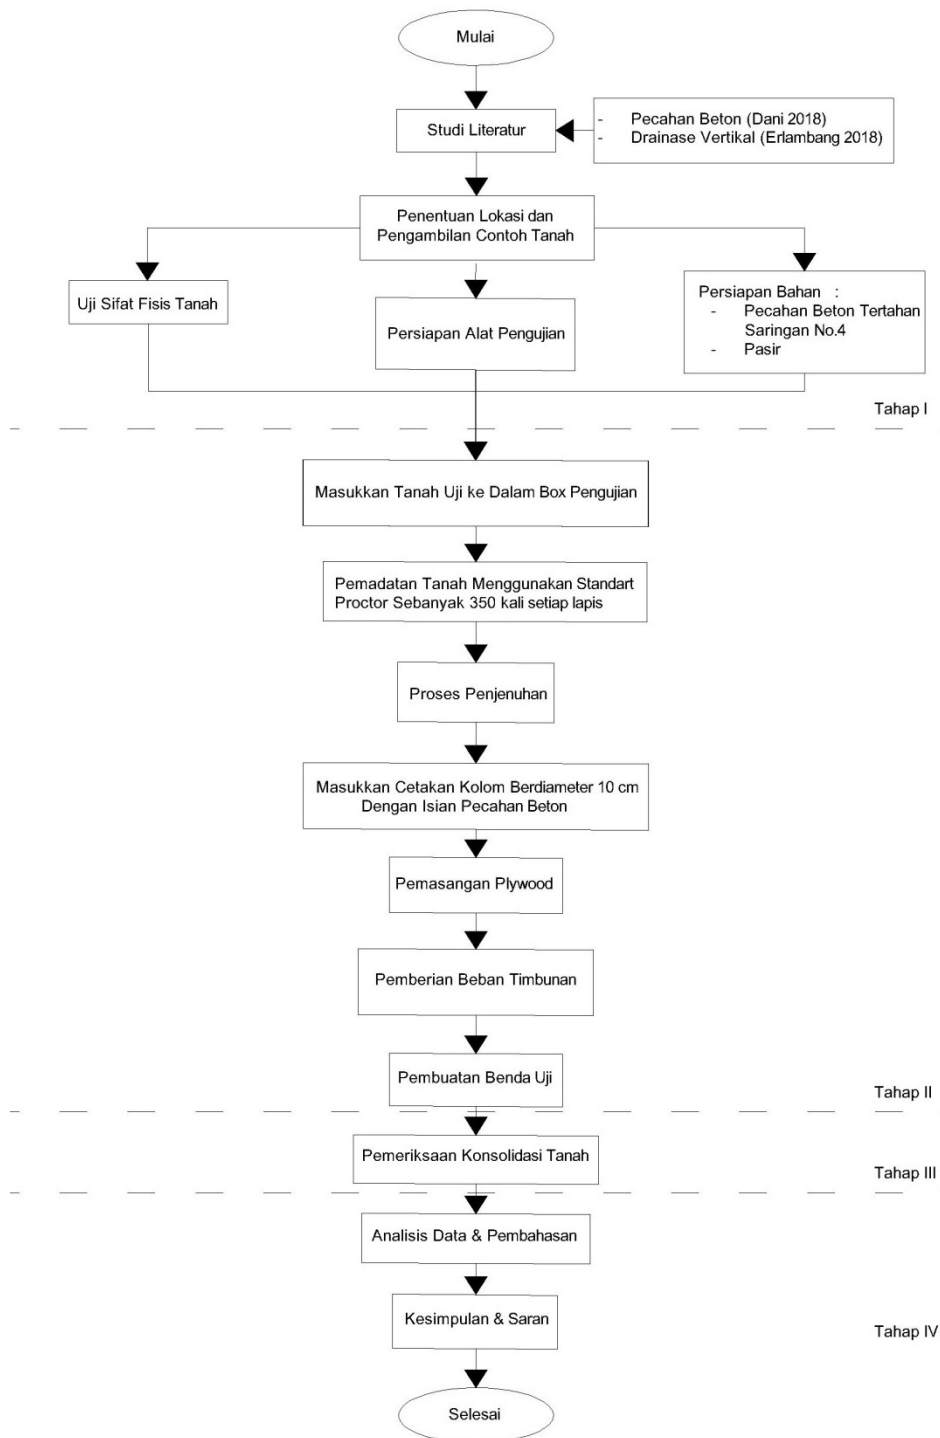 Mulai
Studi Literatur
- Pecahan Beton (Dani 2018)
- Drainase Vertikal (Erlambang 2018)
Penentuan Lokasi dan
Pengambilan Contoh Tanah
Uji Sifat Fisis Tanah
Persiapan Alat Pengujian
Persiapan Bahan :
- Pecahan Beton Tertahan
Saringan No.4
- Pasir
Tahap I
Masukkan Tanah Uji ke Dalam Box Pengujian
Pemadatan Tanah Menggunakan Standart
Proctor Sebanyak 350 kali setiap lapis
Proses Penjenuhan
Masukkan Cetakan Kolom Berdiameter 10 cm
Dengan Isian Pecahan Beton
Pemasangan Plywood
Pemberian Beban Timbunan
Pembuatan Benda Uji
Tahap II
Pemeriksaan Konsolidasi Tanah
Tahap III
Analisis Data & Pembahasan
Kesimpulan & Saran
Tahap IV
Selesai